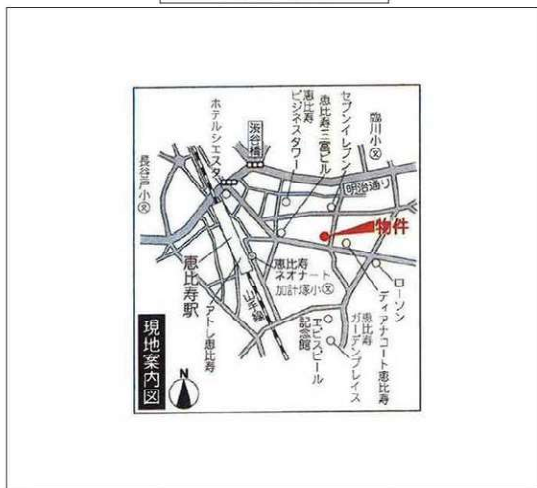 臨川小文
セブンイレブン
恵比寿三富ビル
恵比寿
ビジネスタワー
渋谷橋
ホテルシエスタ
長谷戸小文
明治通り
物件
恵比寿
ネオナート
加計塚小文
恵比寿駅
アトレ恵比寿
山手線
ローソン
ディアナコート恵比寿
恵比寿
ガーデンプレイス
エビスビール
記念館
現地案内図
N